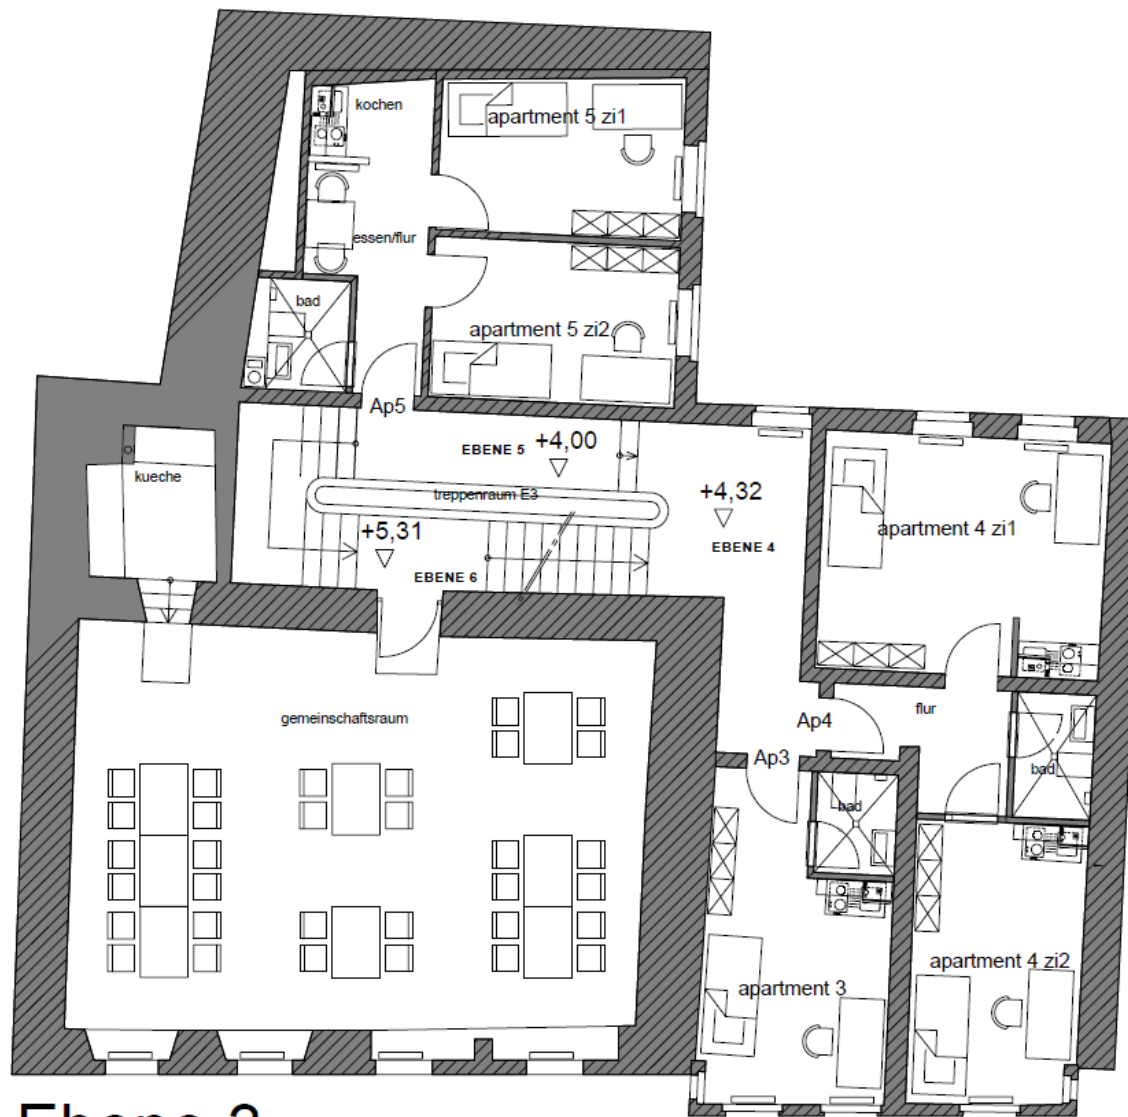 kochen
apartment 5 zi1
essen/flur
bad
apartment 5 zi2
Ap5
EBENE 5 +4,00
kueche
treppenraum E3
+4,32
+5,31
apartment 4 zi1
EBENE 4
EBENE 6
gemeinschaftsraum
Ap4
flur
Ap3
bad
bad
apartment 4 zi2
apartment 3